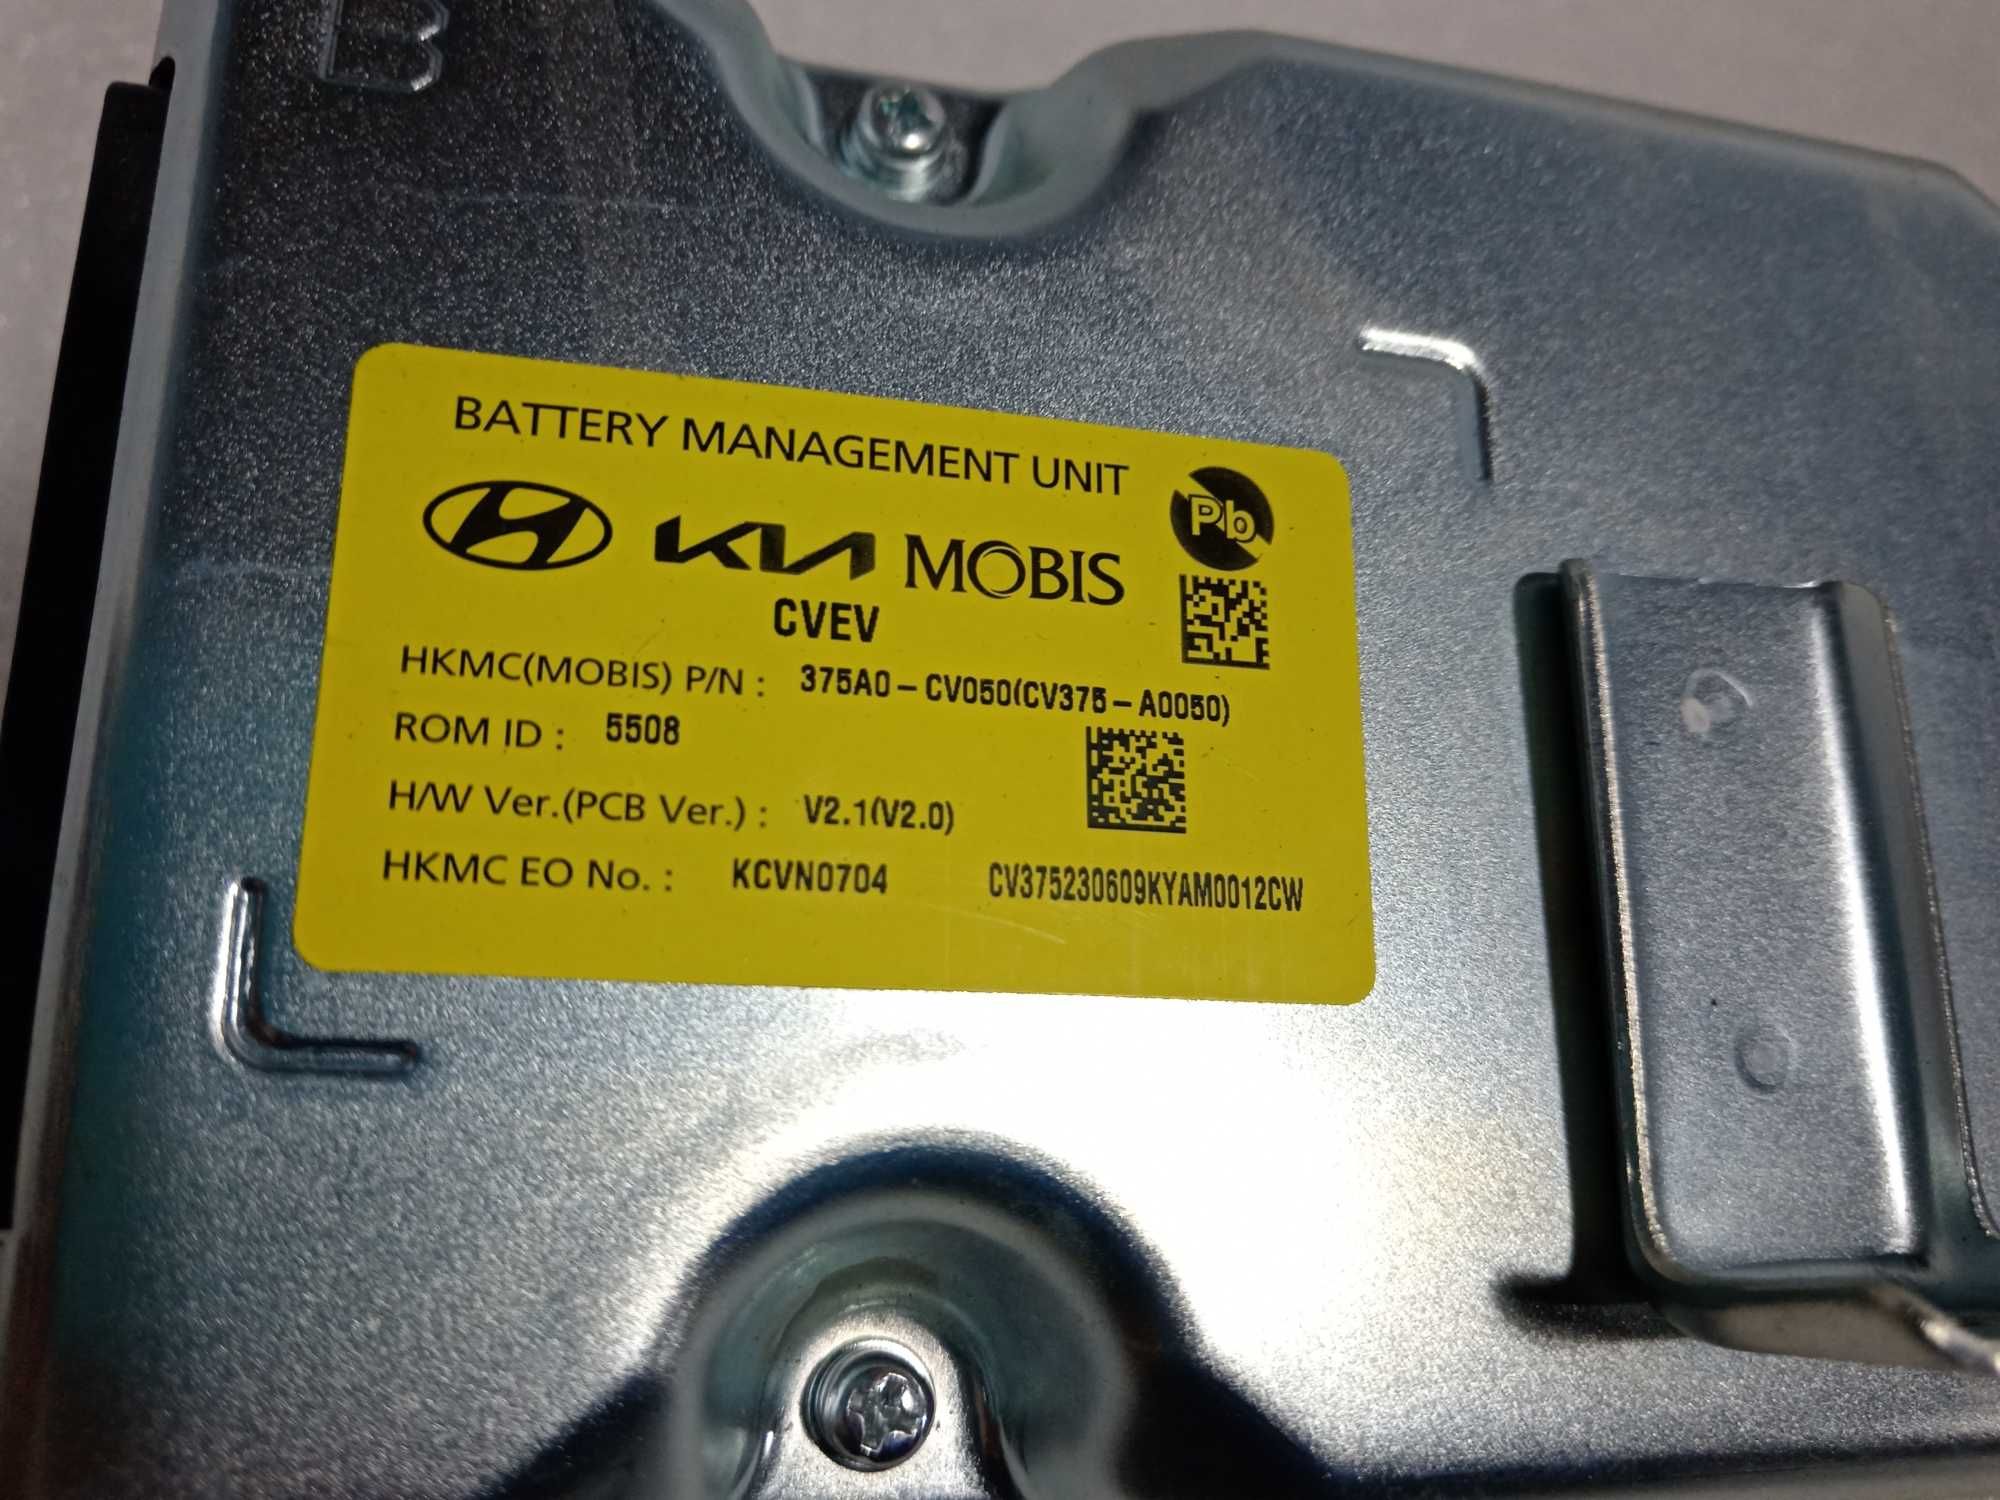 B
BATTERY MANAGEMENT UNIT
Pb
KIA MOBIS
CVEV
HKMC(MOBIS) P/N : 375A0-CV050(CV375-A0050)
ROM ID : 5508
H/W Ver.(PCB Ver.) : V2.1(V2.0)
HKMC EO No. : KCVN0704 CV375230609KYAM0012CW